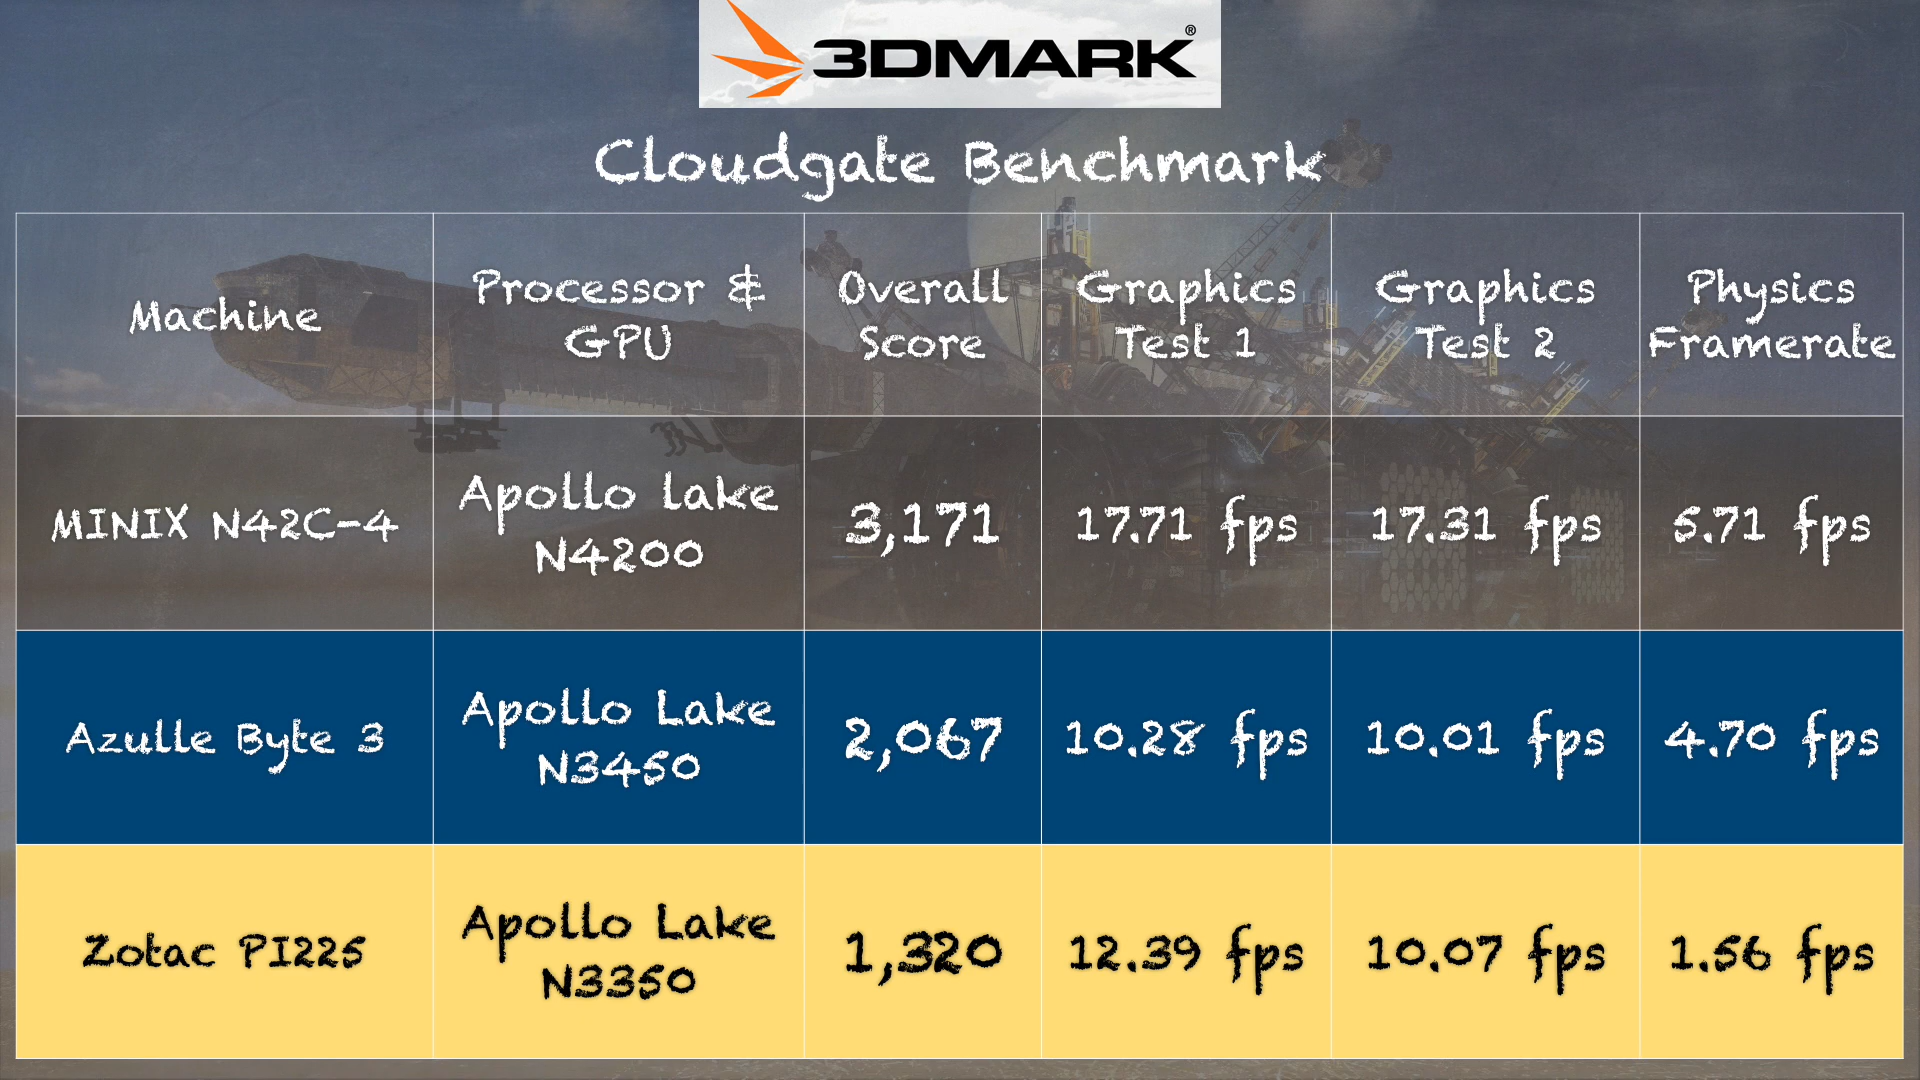 3DMARK®
Cloudgate Benchmark
Machine
Processor &
GPU
Overall
Score
Graphics
Test 1
Graphics
Test 2
Physics
Framerate
MINIX N42C-4
Apollo lake
N4200
3,171
17.71 fps
17.31 fps
5.71 fps
Azulle Byte 3
Apollo Lake
N3450
2,067
10.28 fps
10.01 fps
4.70 fps
Zotac PI225
Apollo Lake
N3350
1,320
12.39 fps
10.07 fps
1.56 fps